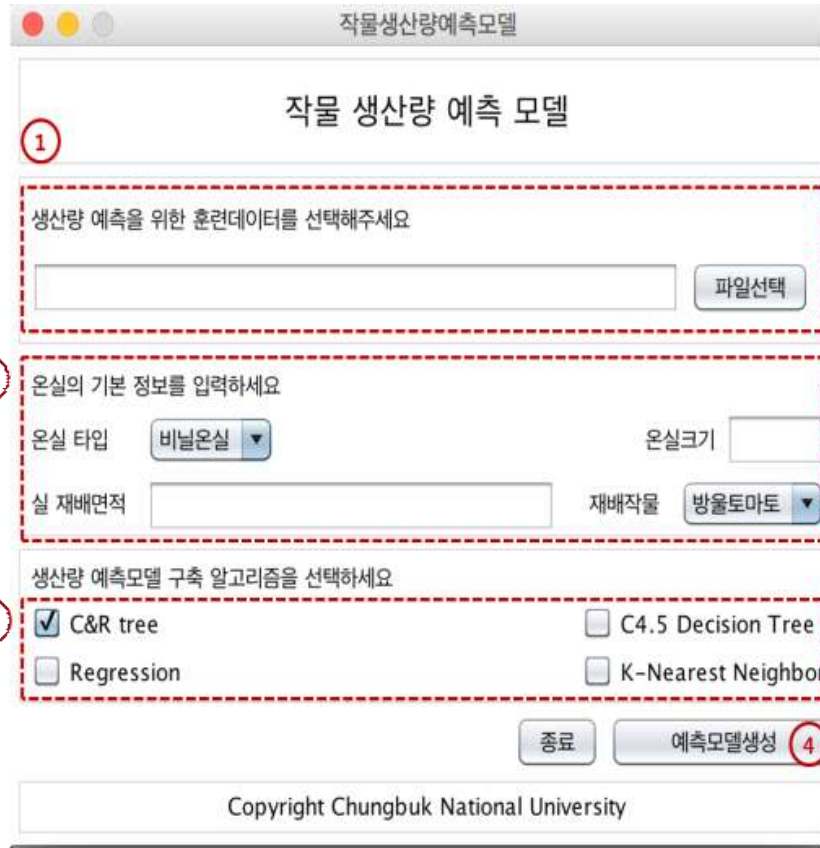 작물생산량예측모델
작물 생산량 예측 모델
1
생산량 예측을 위한 훈련데이터를 선택해주세요
파일선택
온실의 기본 정보를 입력하세요
온실 타입 비닐온실 온실크기
실 재배면적 재배작물 방울토마토
생산량 예측모델 구축 알고리즘을 선택하세요
C&R tree C4.5 Decision Tree
Regression K-Nearest Neighbor
종료 예측모델생성 4
Copyright Chungbuk National University